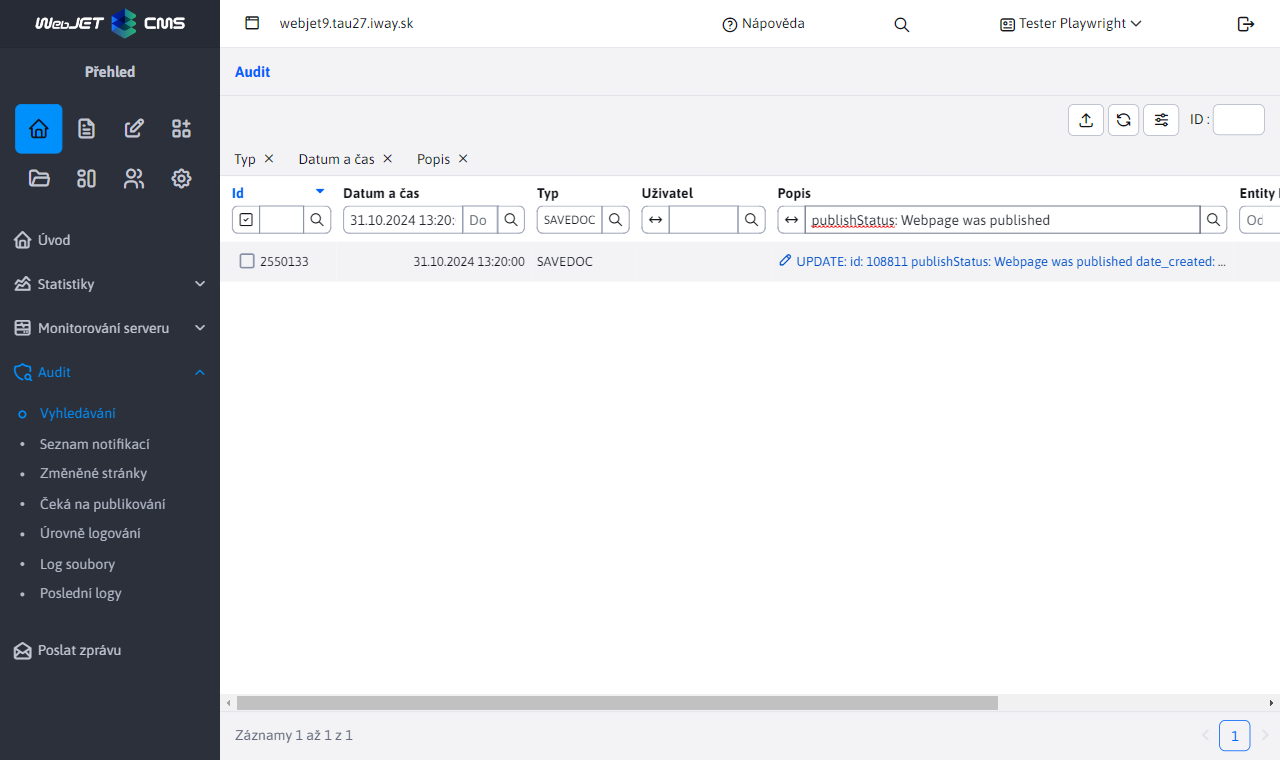 WebJET CMS
webjet9.tau27.iway.sk
Nápověda
Tester Playwright
Přehled
Audit
ID :
Typ
Datum a čas
Popis
Id
Datum a čas
Typ
Uživatel
Popis
Entity I
31.10.2024 13:20:
Do
SAVEDOC
publishStatus: Webpage was published
Od
2550133
31.10.2024 13:20:00
SAVEDOC
UPDATE: id: 108811 publishStatus: Webpage was published date_created: ...
Úvod
Statistiky
Monitorování serveru
Audit
Vyhledávání
Seznam notifikací
Změněné stránky
Čeká na publikování
Úrovně logování
Log soubory
Poslední logy
Poslat zprávu
Záznamy 1 až 1 z 1
1